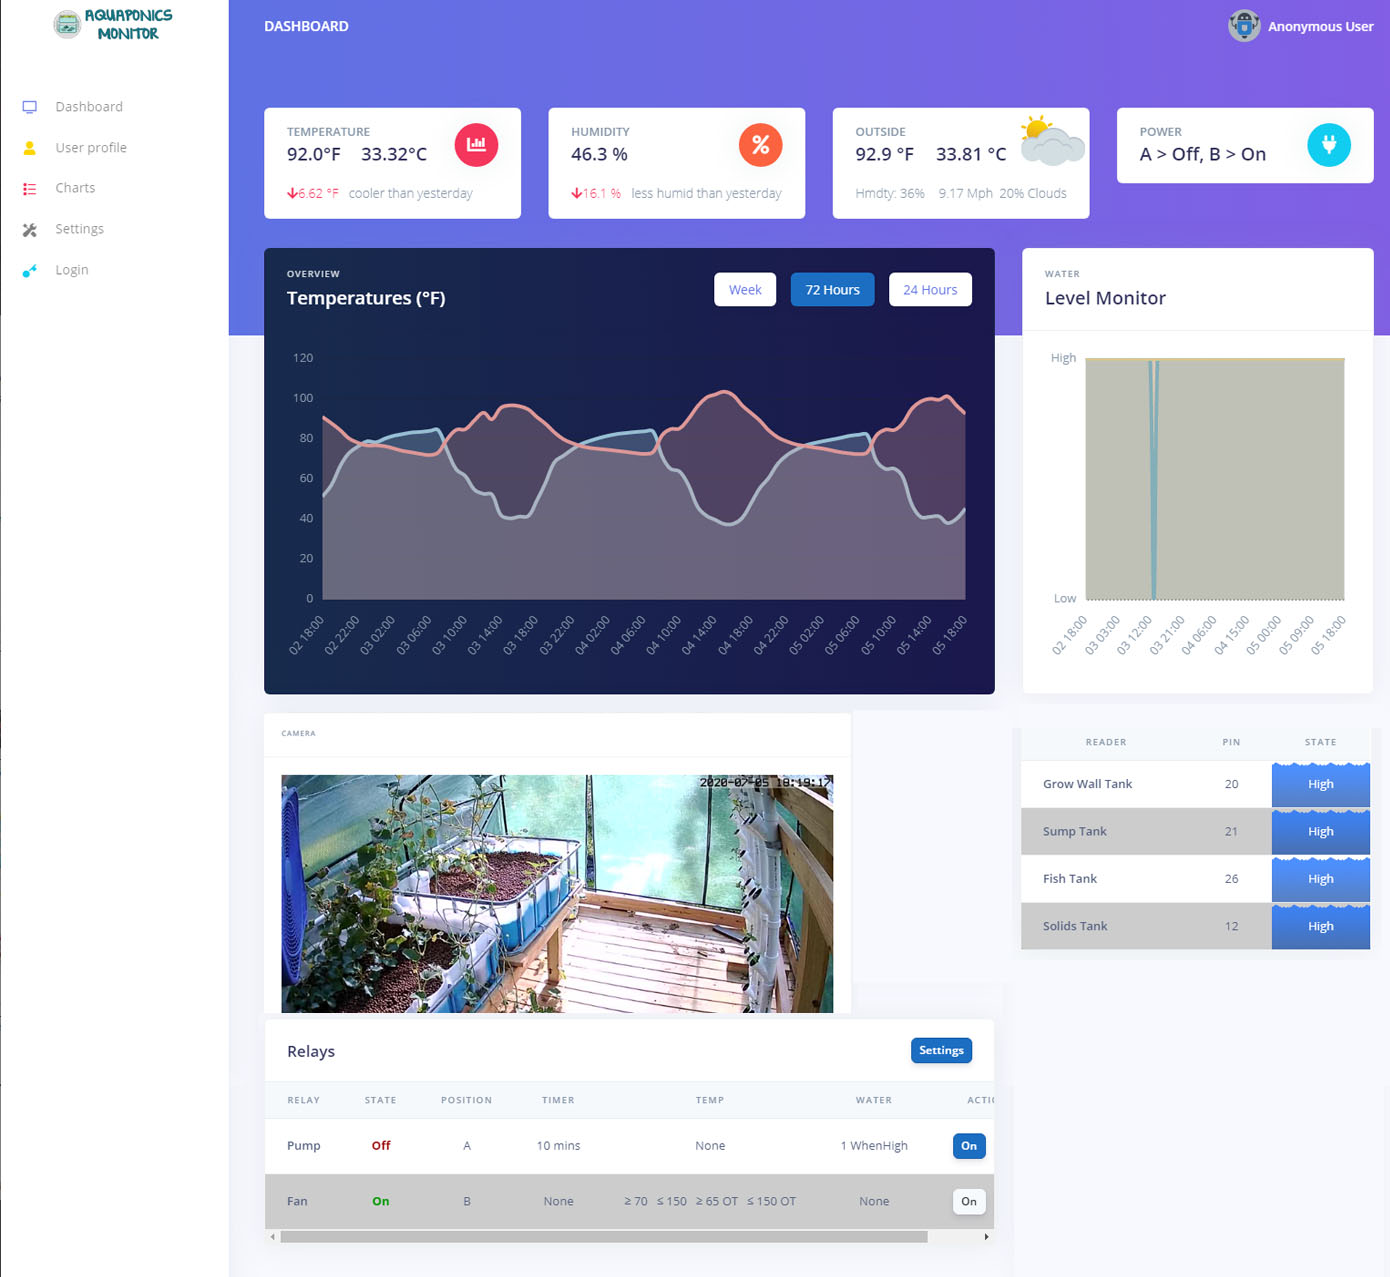 AQUAPONICS
MONITOR
DASHBOARD
Anonymous User
Dashboard
User profile
Charts
Settings
Login
TEMPERATURE
92.0°F 33.32°C
6.62 °F cooler than yesterday
HUMIDITY
46.3 %
16.1 % less humid than yesterday
OUTSIDE
92.9 °F 33.81 °C
Hmdty: 36% 9.17 Mph 20% Clouds
POWER
A > Off, B > On
OVERVIEW
Temperatures (°F)
Week 72 Hours 24 Hours
120
100
80
60
40
20
0
02 18:00 02 22:00 03 02:00 03 06:00 03 10:00 03 14:00 03 18:00 03 22:00 04 02:00 04 06:00 04 10:00 04 14:00 04 18:00 04 22:00 05 02:00 05 06:00 05 10:00 05 14:00 05 18:00
WATER
Level Monitor
High
Low
02 18:00 03 03:00 03 12:00 03 21:00 04 06:00 04 15:00 05 00:00 05 09:00 05 18:00
CAMERA
2020-07-05 18:19:17
READER PIN STATE
Grow Wall Tank 20 High
Sump Tank 21 High
Fish Tank 26 High
Solids Tank 12 High
Relays
Settings
RELAY STATE POSITION TIMER TEMP WATER ACTIC
Pump Off A 10 mins None 1 WhenHigh On
Fan On B None ≥ 70 ≤ 150 ≥ 65 OT ≤ 150 OT None On